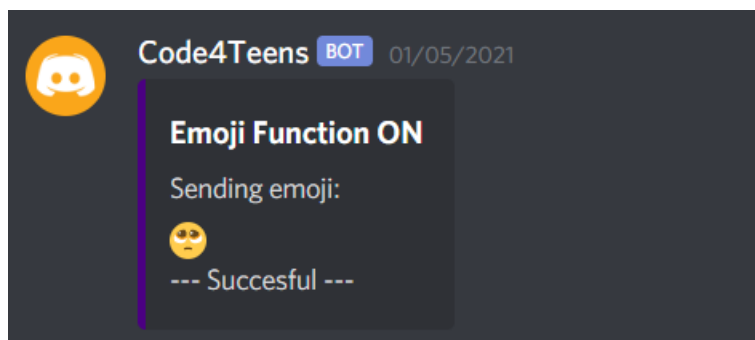 Code4Teens BOT 01/05/2021
Emoji Function ON
Sending emoji:
🥺
--- Succesful ---